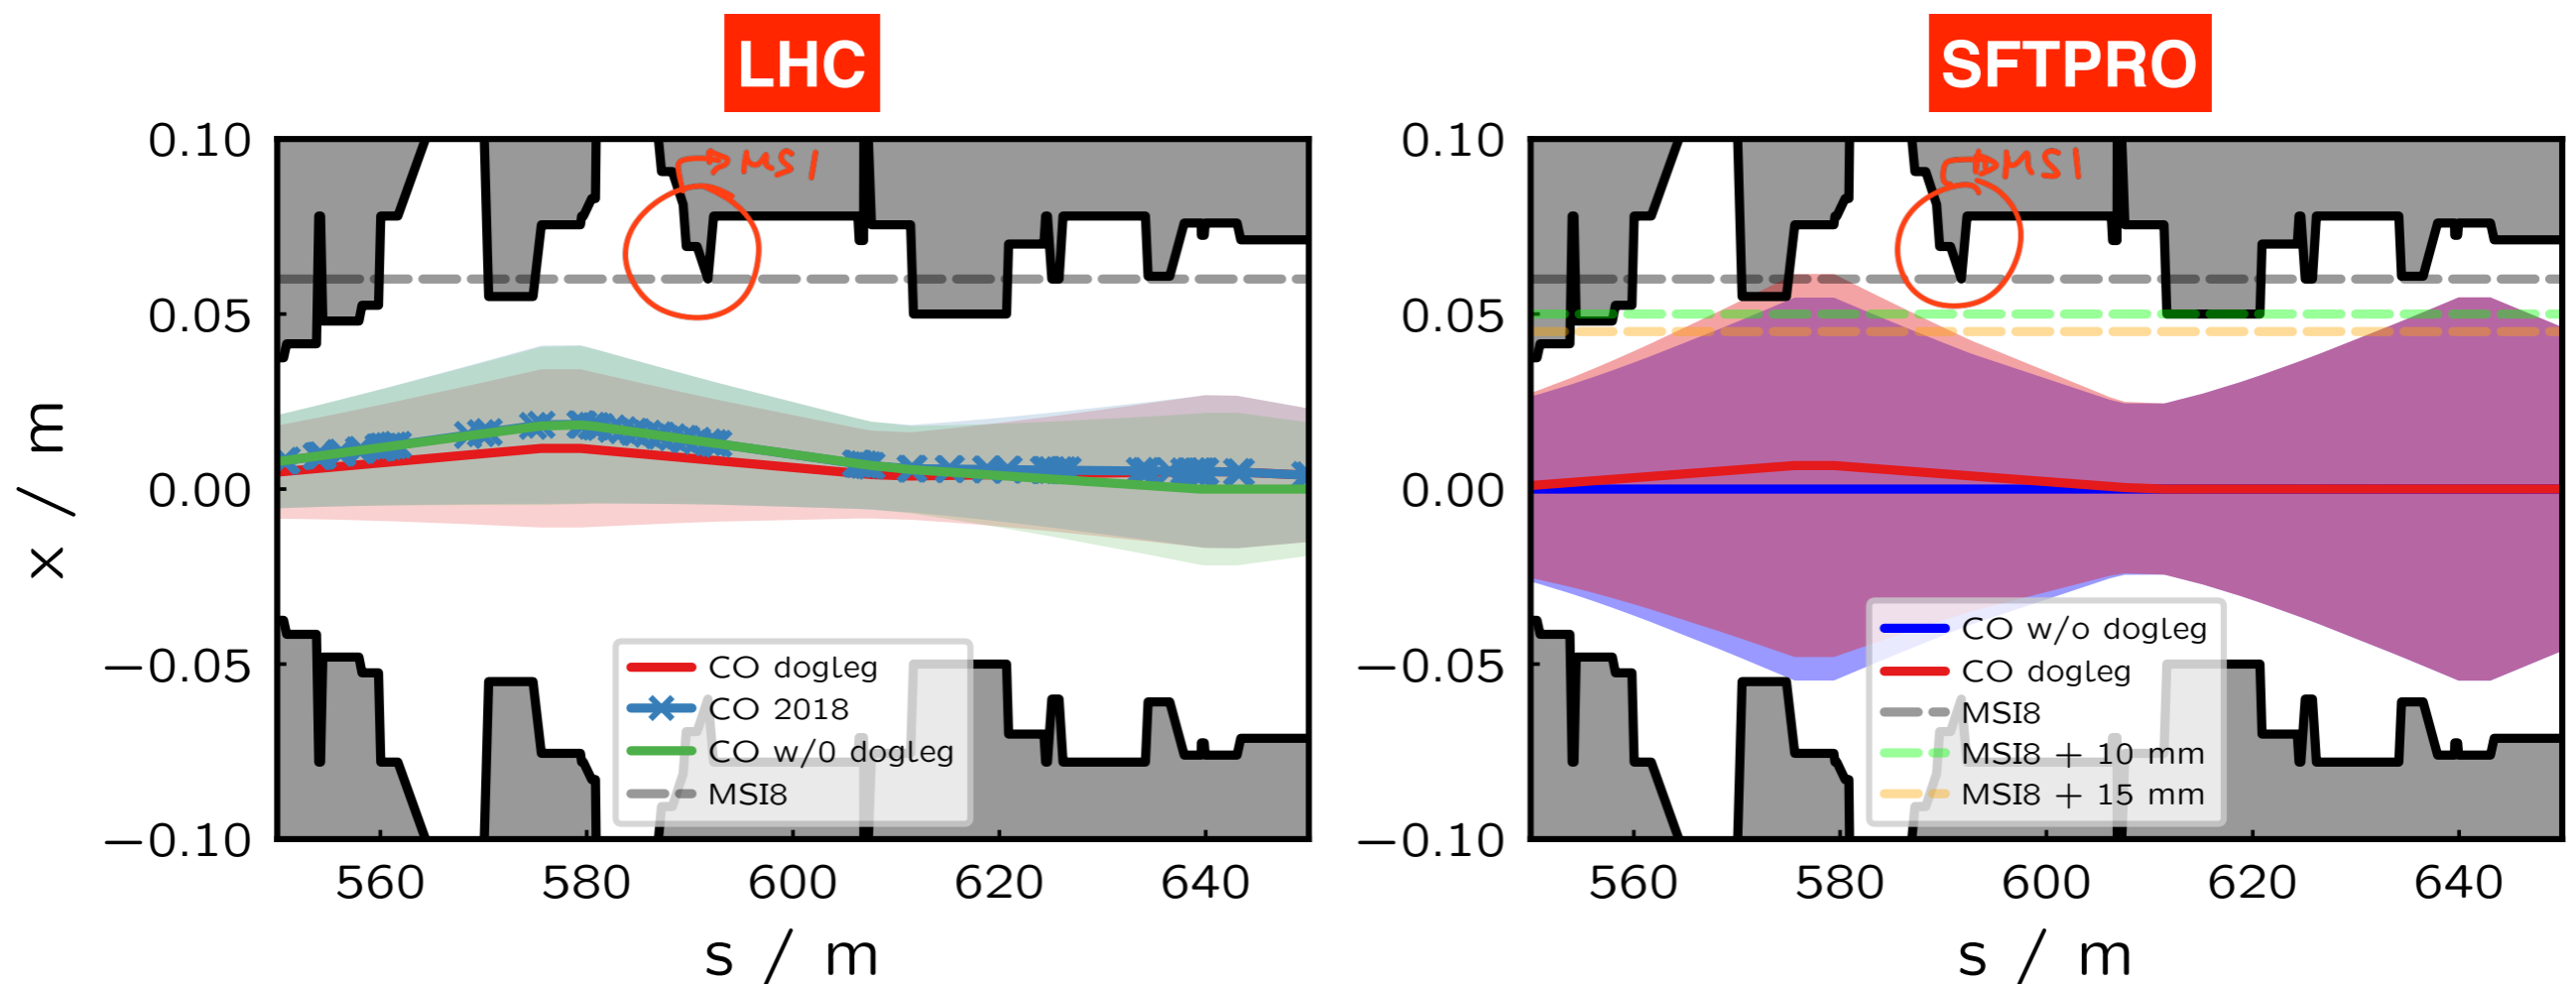 LHC
MSI
0.10
0.05
0.00
−0.05
−0.10
x / m
560 580 600 620 640
s / m
CO dogleg
CO 2018
CO w/0 dogleg
MSI8
SFTPRO
MSI
0.10
0.05
0.00
−0.05
−0.10
560 580 600 620 640
s / m
CO w/o dogleg
CO dogleg
MSI8
MSI8 + 10 mm
MSI8 + 15 mm